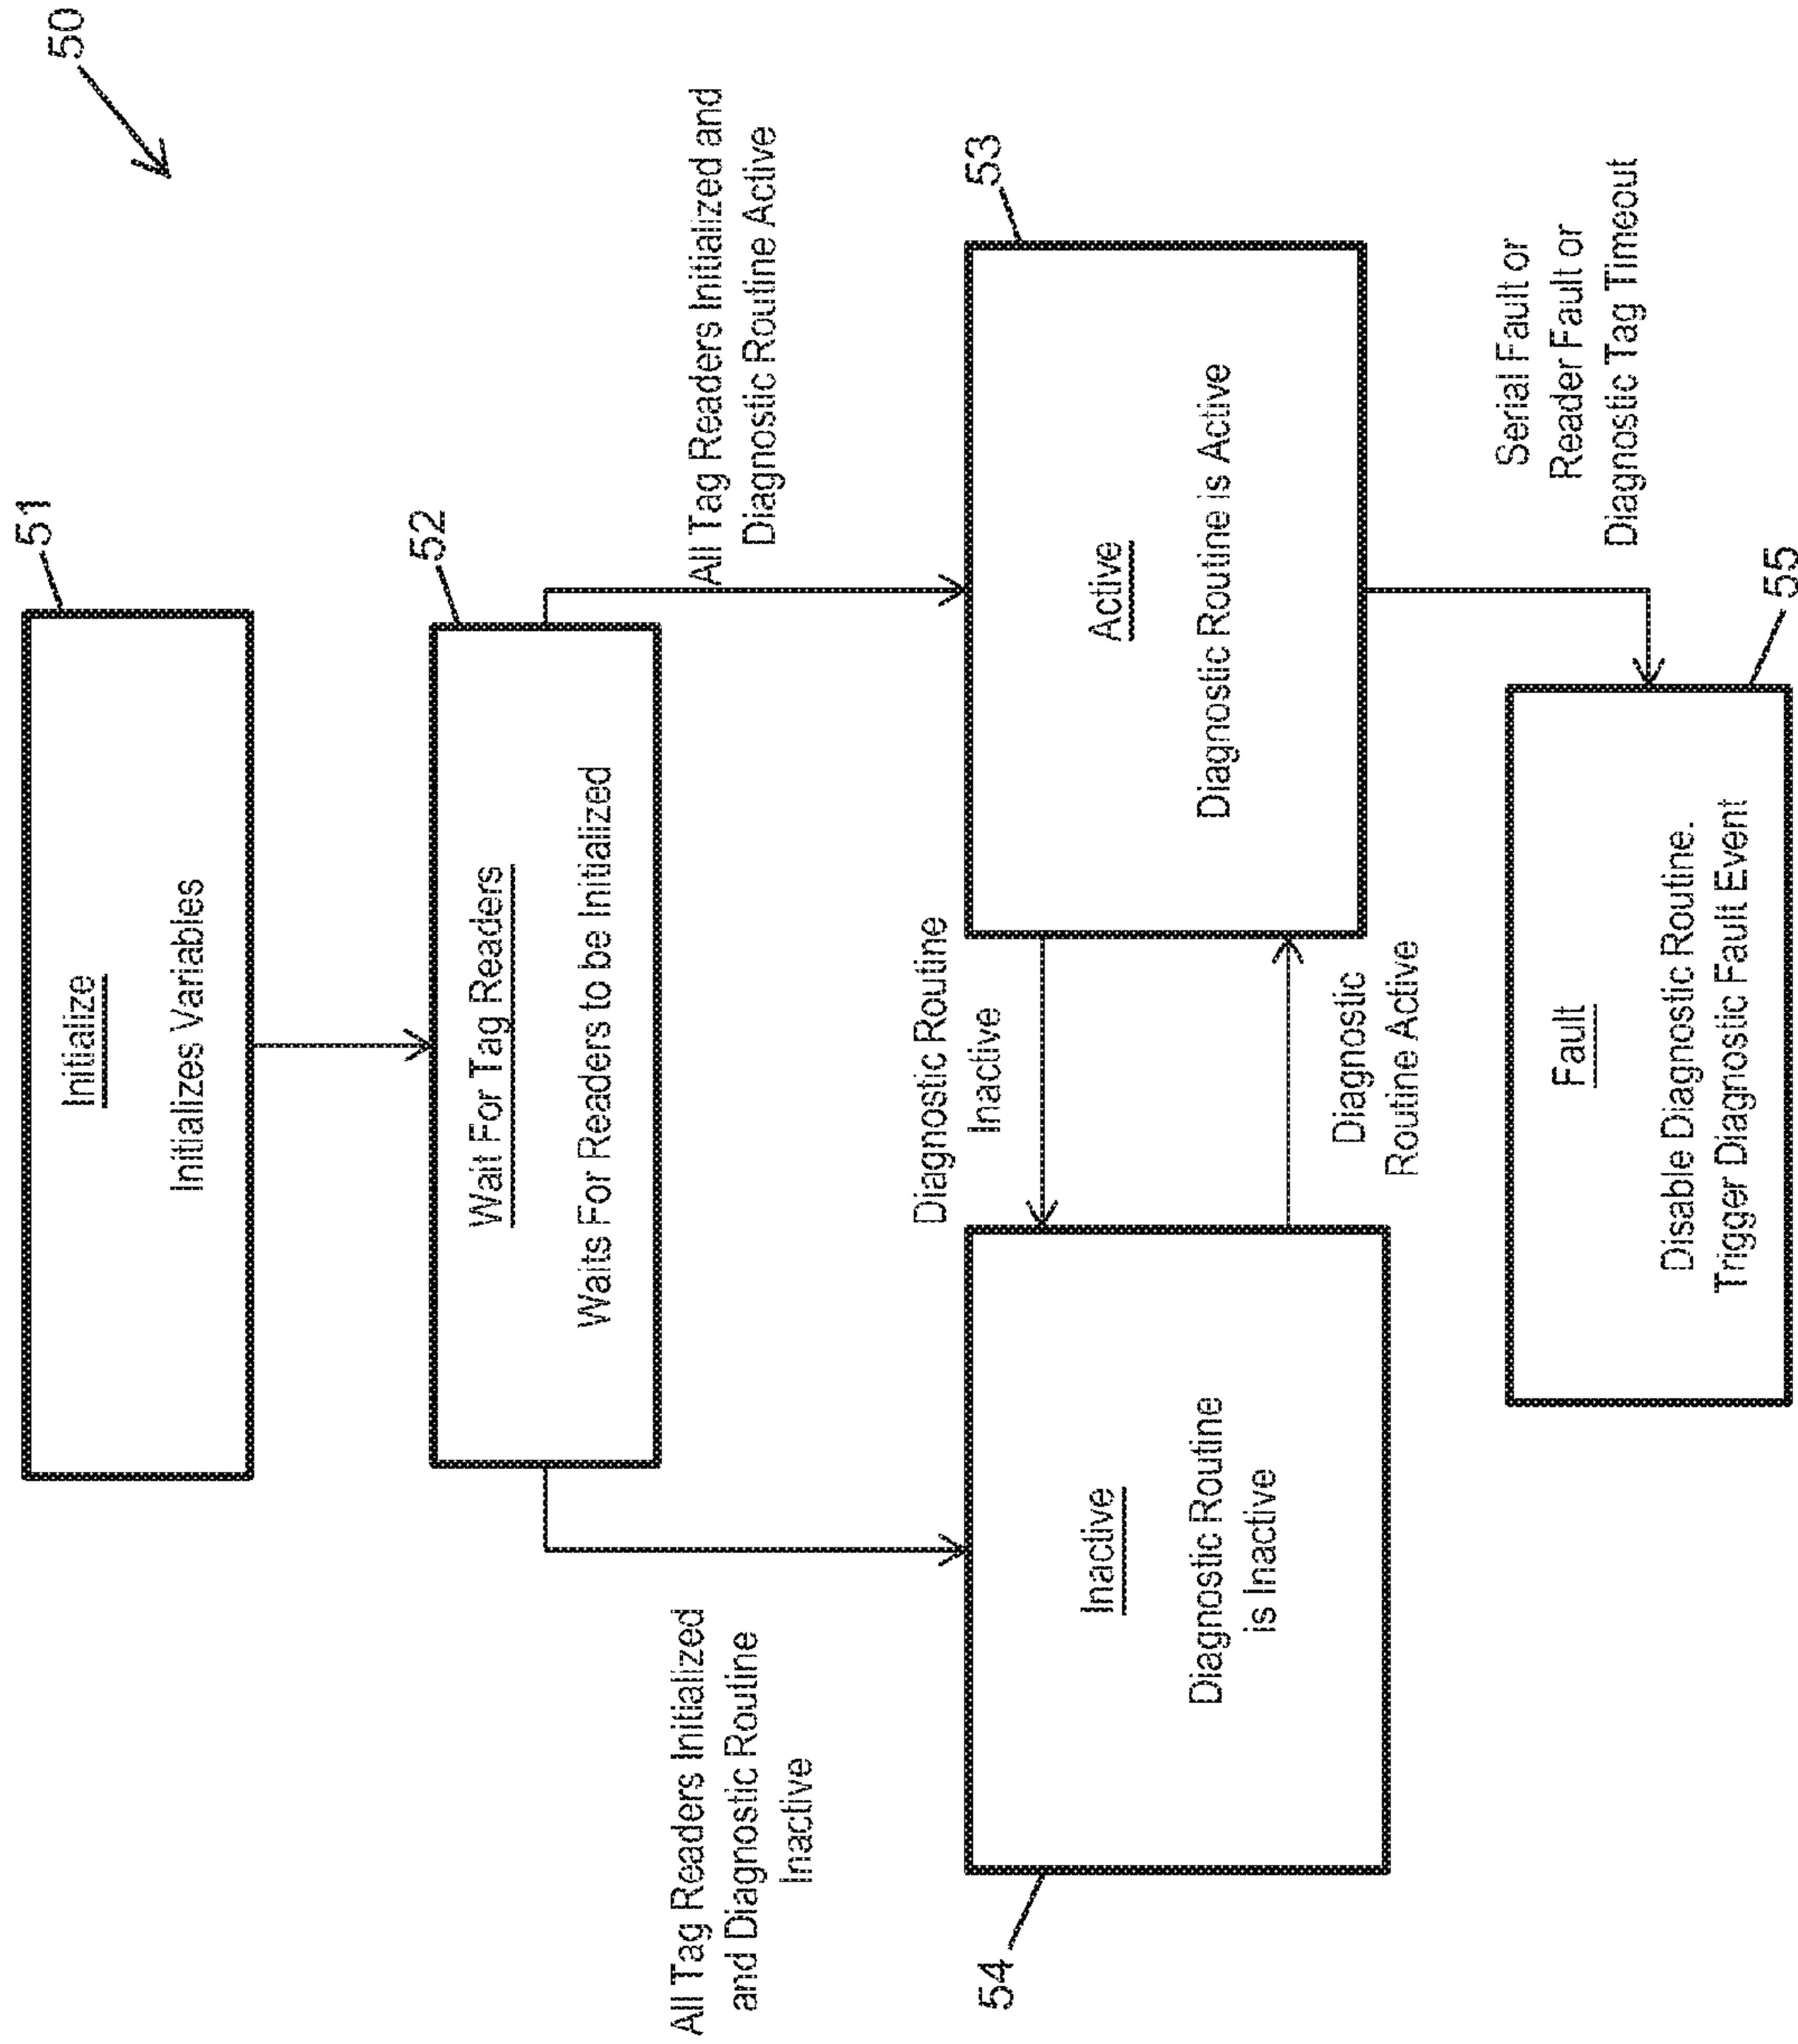 50
51
Initialize
Initializes Variables
52
Wait For Tag Readers
Waits For Readers to be Initialized
All Tag Readers Initialized
and Diagnostic Routine
Inactive
All Tag Readers Initialized and
Diagnostic Routine Active
54
Inactive
Diagnostic Routine
is Inactive
Diagnostic Routine
Inactive
Diagnostic
Routine Active
53
Active
Diagnostic Routine is Active
Serial Fault or
Reader Fault or
Diagnostic Tag Timeout
55
Fault
Disable Diagnostic Routine.
Trigger Diagnostic Fault Event